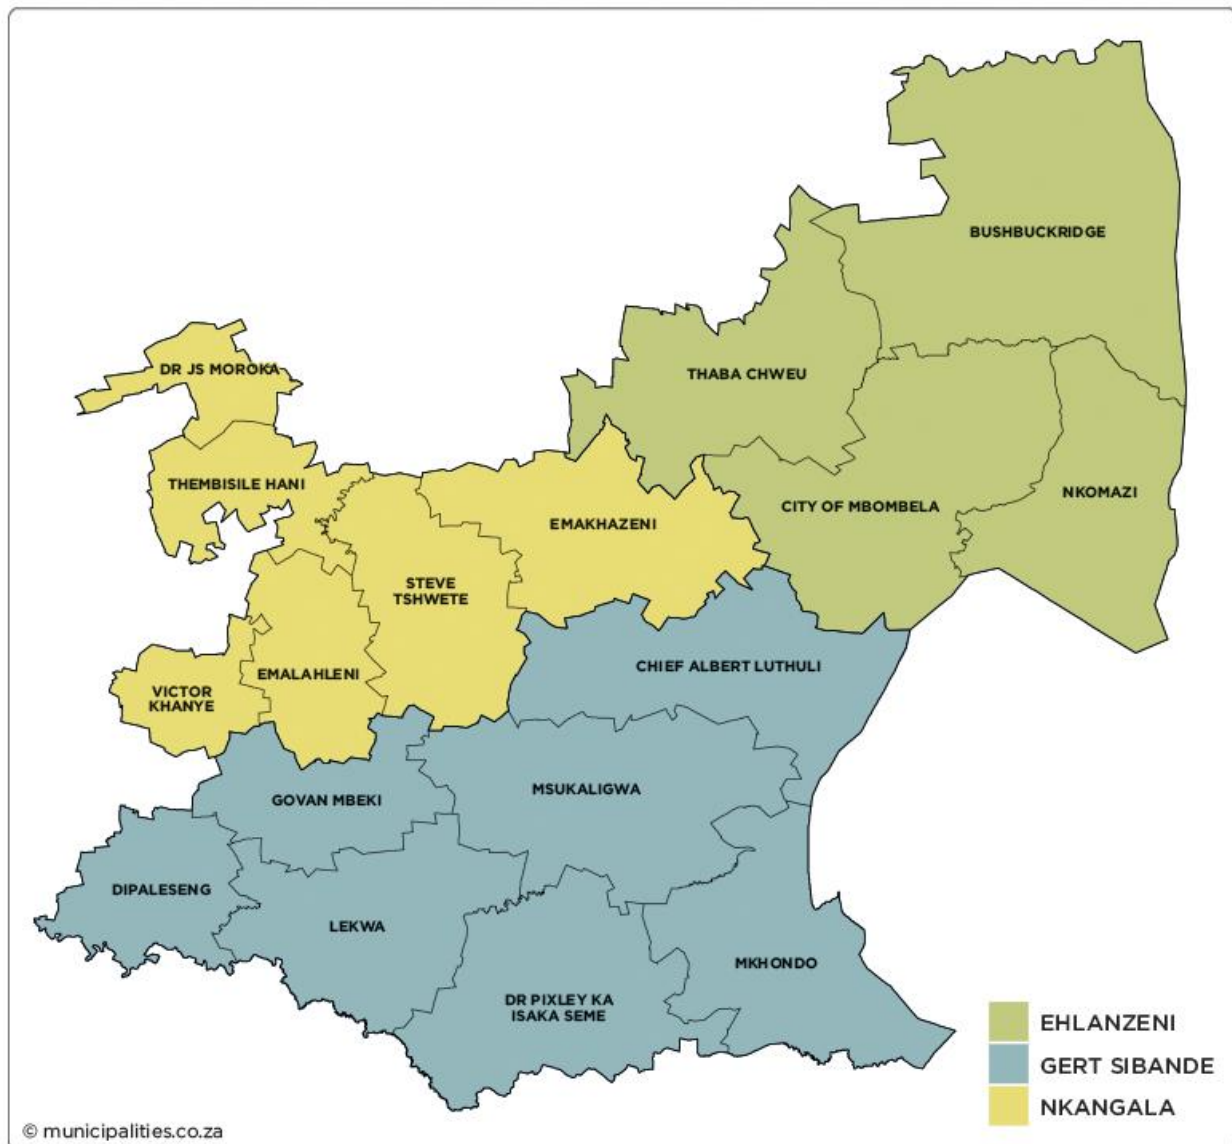 BUSHBUCKRIDGE
DR JS MOROKA
THABA CHWEU
THEMBISILE HANI
NKOMAZI
CITY OF MBOMBELA
EMAKHAZENI
STEVE
TSHWETE
CHIEF ALBERT LUTHULI
EMALAHLENI
VICTOR
KHANYE
MSUKALIGWA
GOVAN MBEKI
DIPALESENG
LEKWA
MKHONDO
DR PIXLEY KA
ISAKA SEME
EHLANZENI
GERT SIBANDE
NKANGALA
© municipalities.co.za